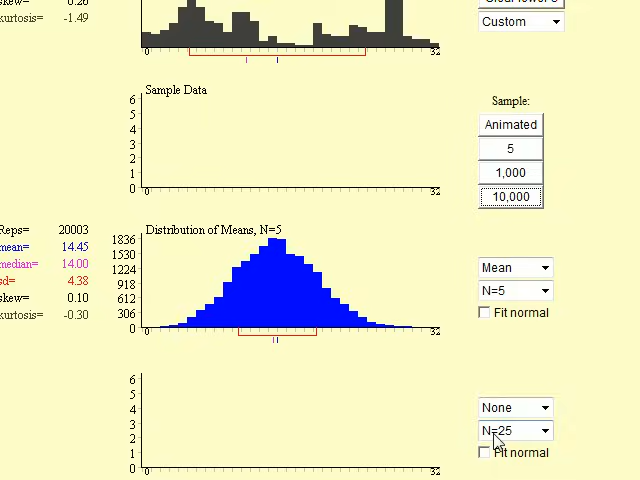 skew= 0.26
Clear lower 3
kurtosis= -1.49
Custom
0 32
Sample Data
Sample:
6
5
4
3
2
1
0
0 32
Animated
5
1,000
10,000
Reps= 20003
mean= 14.45
median= 14.00
sd= 4.38
skew= 0.10
kurtosis= -0.30
Distribution of Means, N=5
1836
1530
1224
918
612
306
0
0 32
Mean
N=5
Fit normal
6
5
4
3
2
1
0
0 32
None
N=25
Fit normal